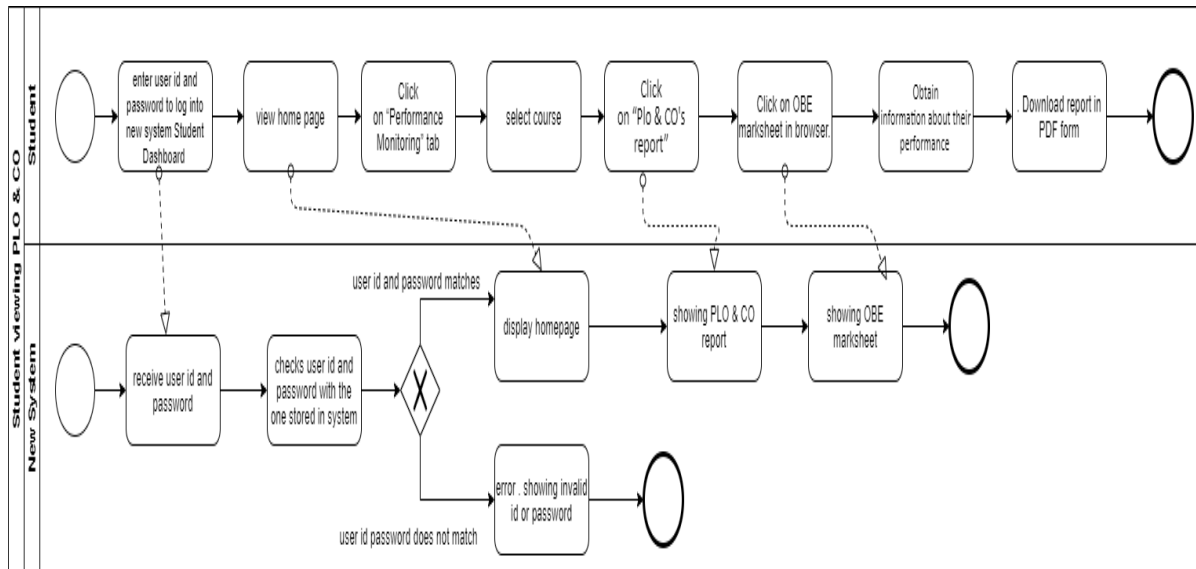 Student viewing PLO & CO
Student
enter user id and
password to log into
new system Student
Dashboard
view home page
Click
on “Performance
Monitoring” tab
select course
Click
on “Plo & CO's
report”
Click on OBE
marksheet in browser.
Obtain
information about their
performance
. Download report in
PDF form
New System
receive user id and
password
checks user id and
password with the
one stored in system
user id and password matches
display homepage
showing PLO & CO
report
showing OBE
marksheet
user id password does not match
error . showing invalid
id or password